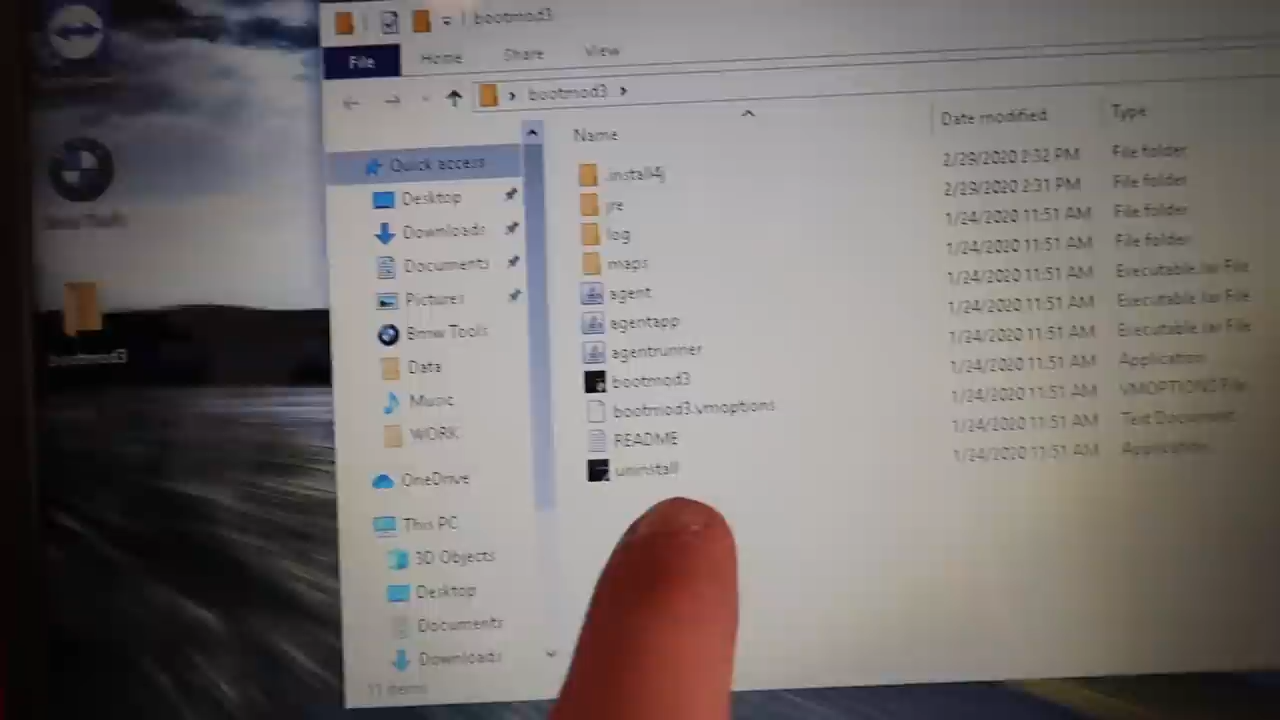 bootmod3
File Home Share View
bootmod3
Name Date modified Type
Quick access
Desktop
Downloads
Documents
Pictures
Bmw Tools
Data
Music
WORK
OneDrive
This PC
3D Objects
Desktop
Documents
Downloads
.install4j 2/29/2020 2:32 PM File folder
jre 2/29/2020 2:31 PM File folder
log 1/24/2020 11:51 AM File folder
maps 1/24/2020 11:51 AM File folder
agent 1/24/2020 11:51 AM Executable Jar File
agentapp 1/24/2020 11:51 AM Executable Jar File
agentrunner 1/24/2020 11:51 AM Executable Jar File
bootmod3 1/24/2020 11:51 AM Application
bootmod3.vmoptions 1/24/2020 11:51 AM VMOPTIONS File
README 1/24/2020 11:51 AM Text Document
uninstall 1/24/2020 11:51 AM Application
11 items
Bmw Tools
bootmod3